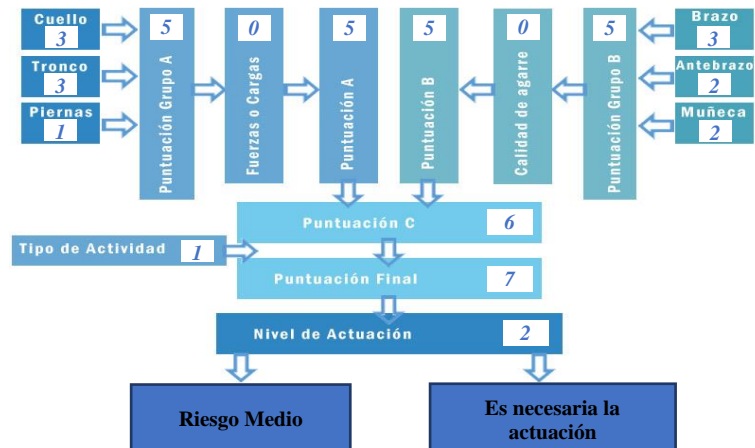 Cuello
3
Tronco
3
Piernas
1
5
Puntuación Grupo A
0
Fuerzas o Cargas
5
Puntuación A
5
Puntuación B
0
Calidad de agarre
5
Puntuación Grupo B
Brazo
3
Antebrazo
2
Muñeca
2
Puntuación C 6
Tipo de Actividad 1
Puntuación Final 7
Nivel de Actuación 2
Riesgo Medio
Es necesaria la
actuación